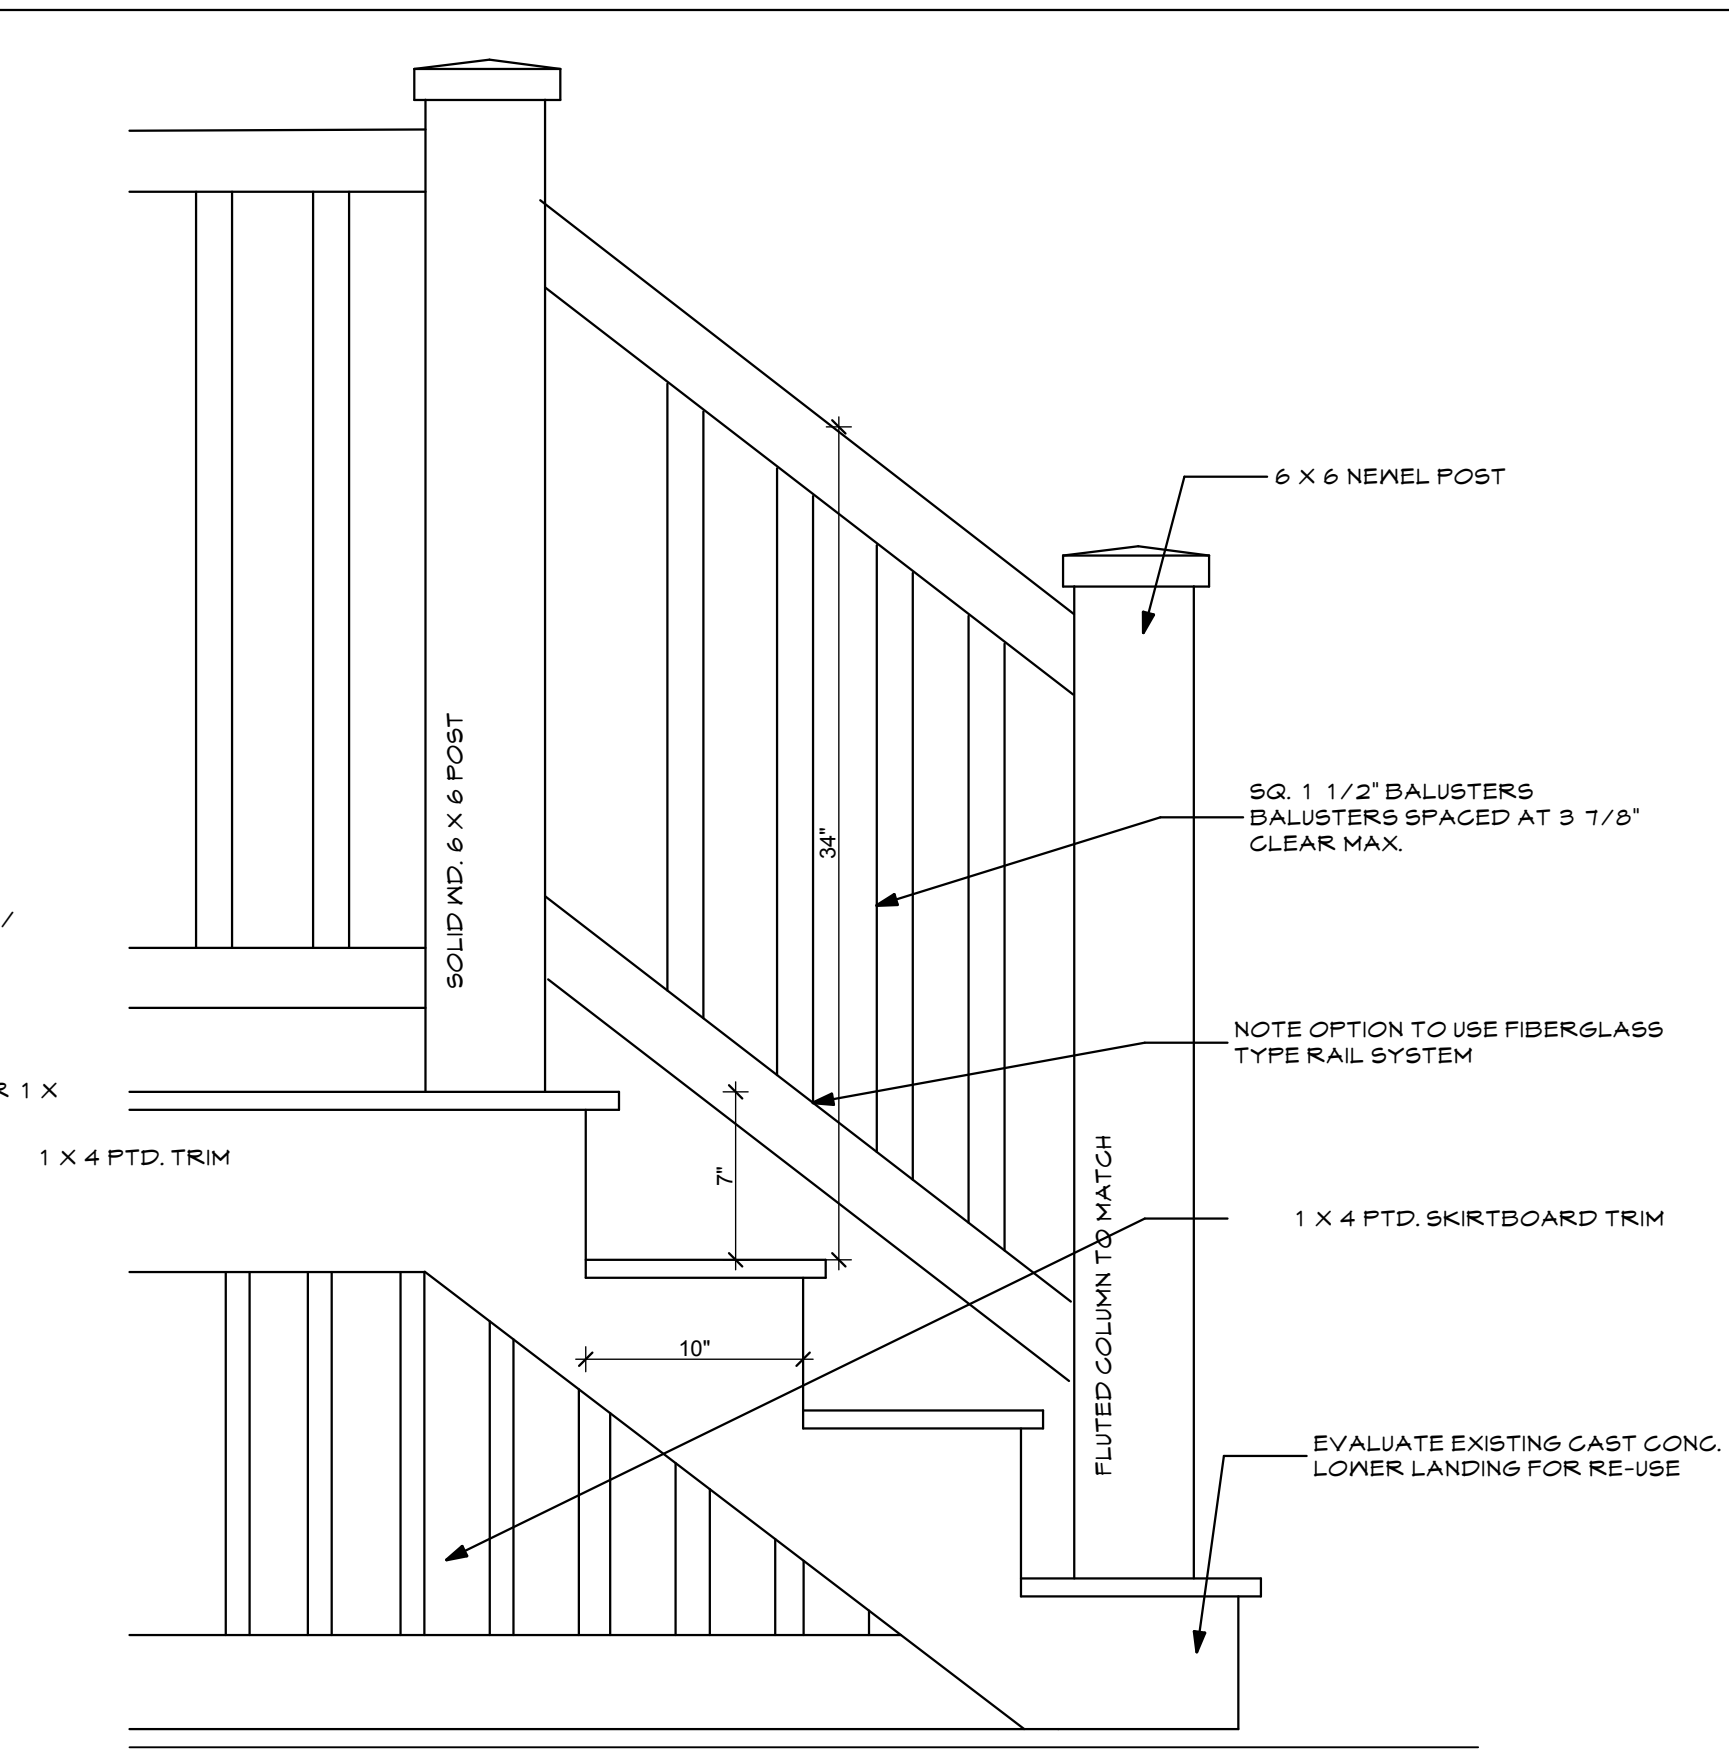 6 X 6 NEWEL POST
SOLID WD. 6 X 6 POST
SQ. 1 1/2" BALUSTERS
BALUSTERS SPACED AT 3 7/8"
CLEAR MAX.
34"
/
NOTE OPTION TO USE FIBERGLASS
TYPE RAIL SYSTEM
R 1 X
1 X 4 PTD. TRIM
7"
FLUTED COLUMN TO MATCH
1 X 4 PTD. SKIRTBOARD TRIM
10"
EVALUATE EXISTING CAST CONC.
LOWER LANDING FOR RE-USE